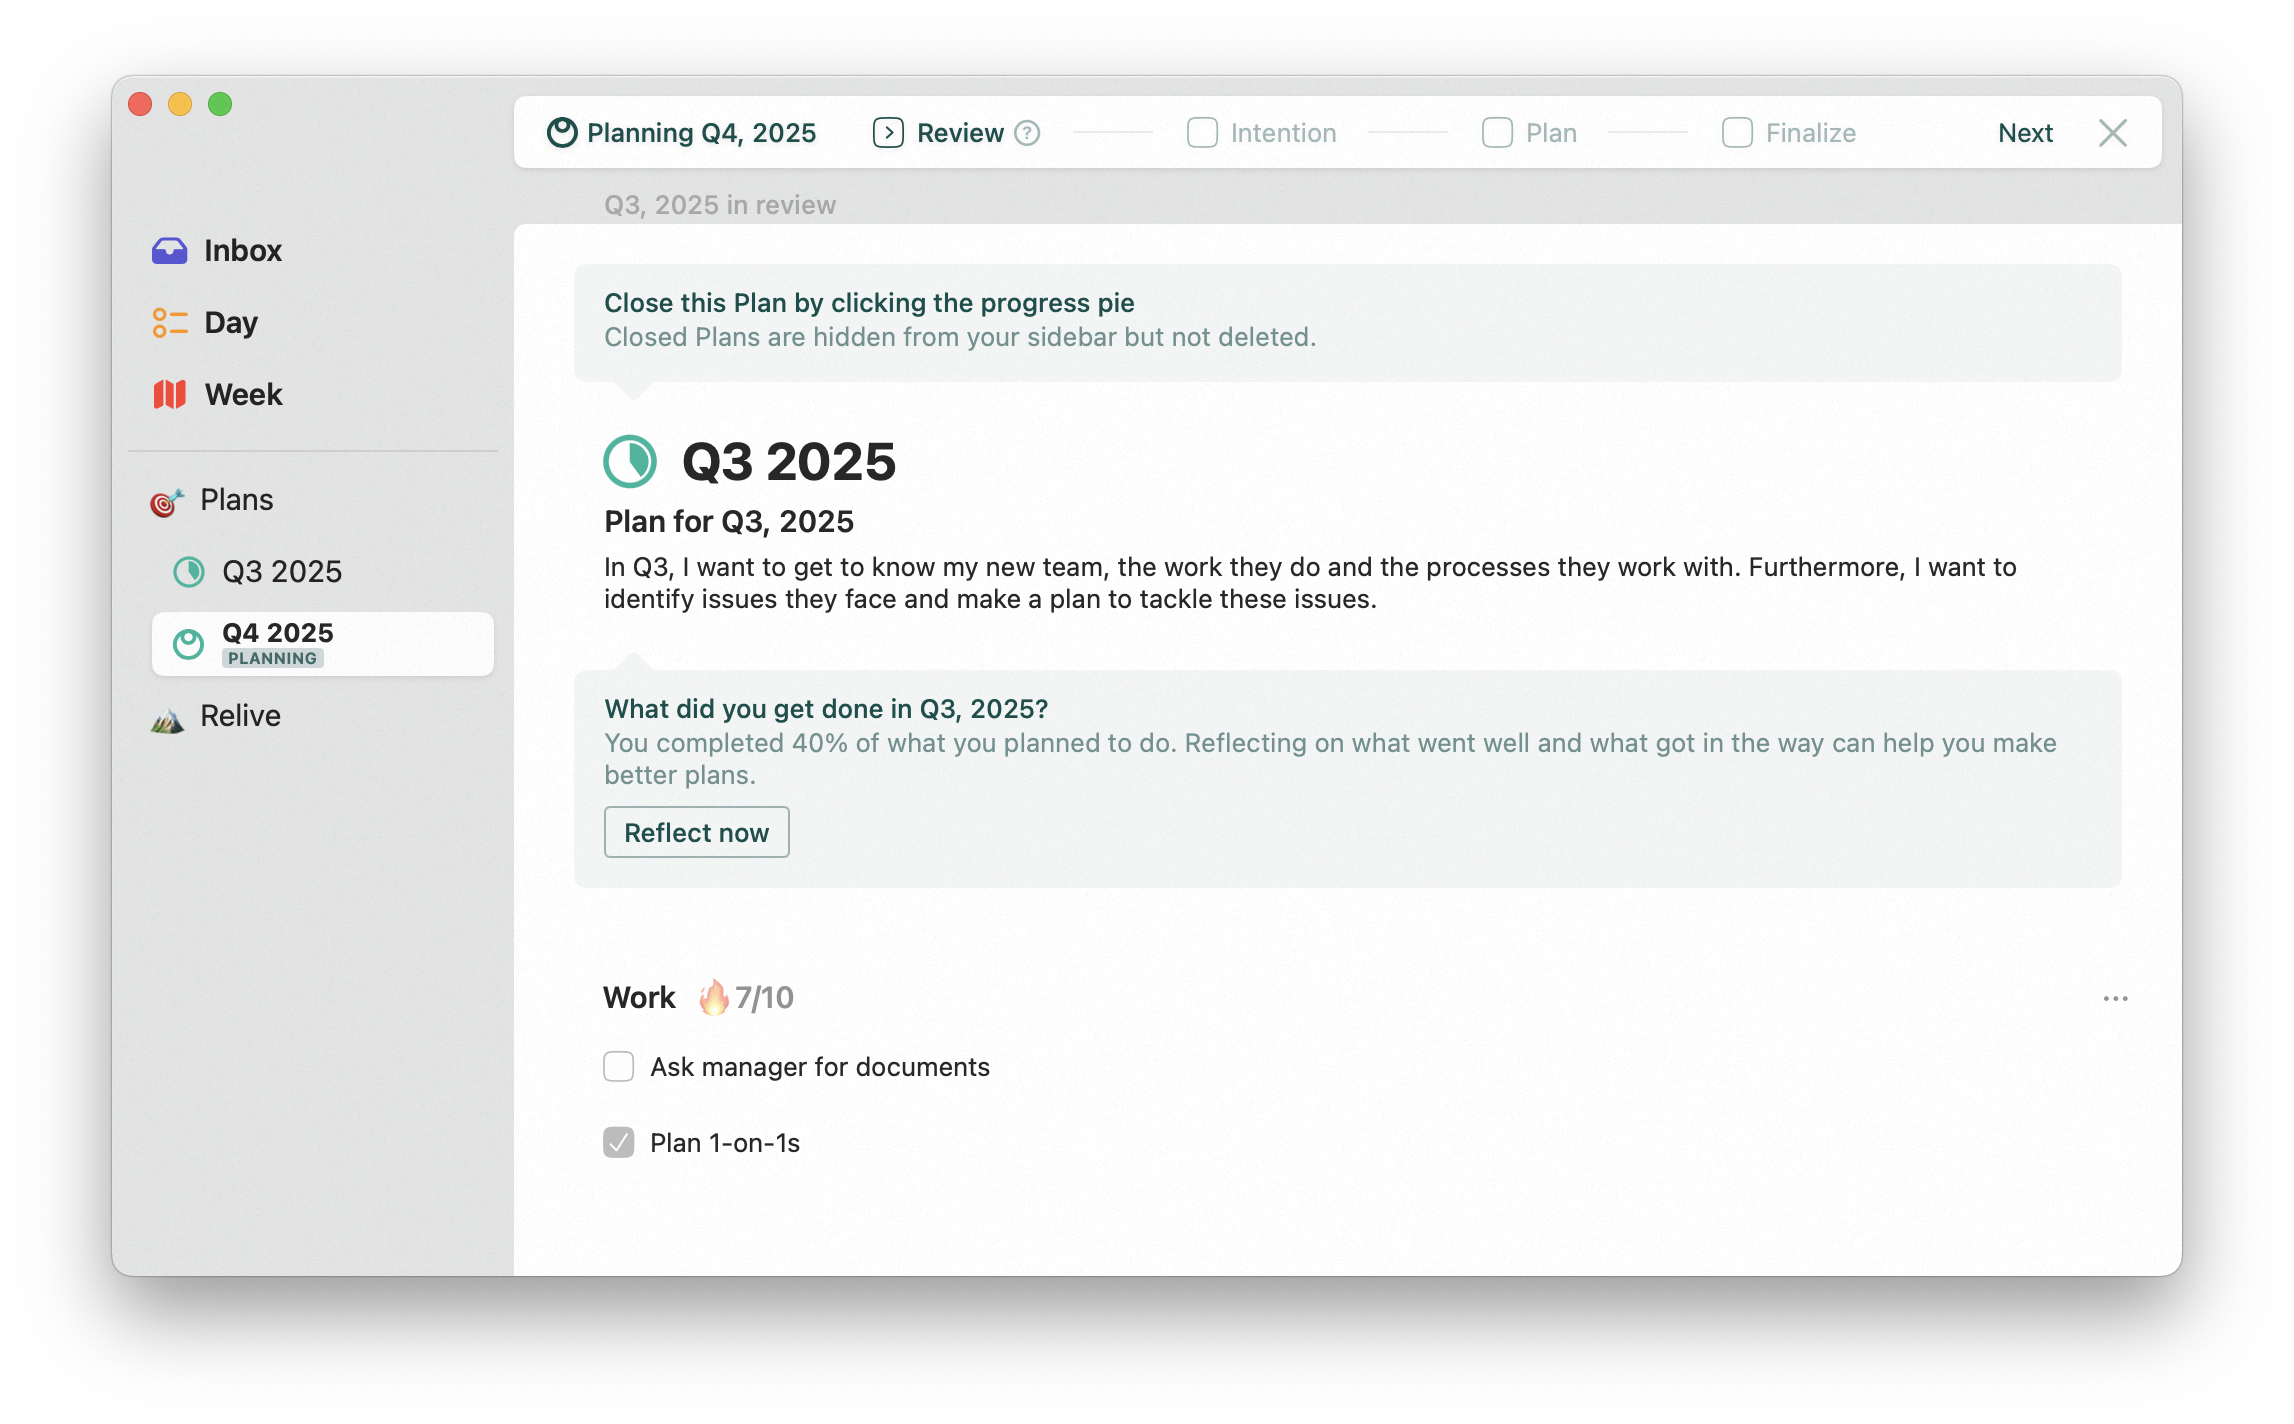 Planning Q4, 2025
Review ?
Intention
Plan
Finalize
Next
Inbox
Day
Week
Plans
Q3 2025
Q4 2025
PLANNING
Relive
Q3, 2025 in review
Close this Plan by clicking the progress pie
Closed Plans are hidden from your sidebar but not deleted.
Q3 2025
Plan for Q3, 2025
In Q3, I want to get to know my new team, the work they do and the processes they work with. Furthermore, I want to
identify issues they face and make a plan to tackle these issues.
What did you get done in Q3, 2025?
You completed 40% of what you planned to do. Reflecting on what went well and what got in the way can help you make
better plans.
Reflect now
Work 🔥 7/10
Ask manager for documents
Plan 1-on-1s